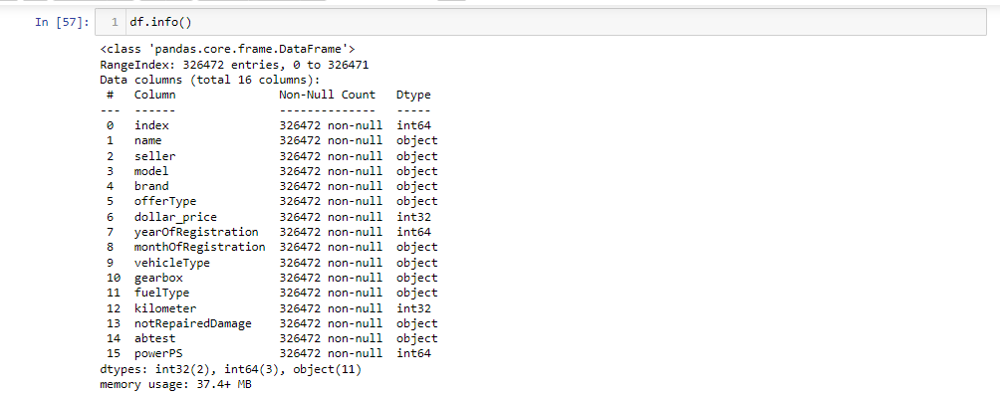 In [57]: 1 df.info()
<class 'pandas.core.frame.DataFrame'>
RangeIndex: 326472 entries, 0 to 326471
Data columns (total 16 columns):
 #   Column               Non-Null Count   Dtype
---  ------               --------------   -----
 0   index                326472 non-null  int64
 1   name                 326472 non-null  object
 2   seller               326472 non-null  object
 3   model                326472 non-null  object
 4   brand                326472 non-null  object
 5   offerType            326472 non-null  object
 6   dollar_price         326472 non-null  int32
 7   yearOfRegistration   326472 non-null  int64
 8   monthOfRegistration  326472 non-null  object
 9   vehicleType          326472 non-null  object
 10  gearbox              326472 non-null  object
 11  fuelType             326472 non-null  object
 12  kilometer            326472 non-null  int32
 13  notRepairedDamage    326472 non-null  object
 14  abtest               326472 non-null  object
 15  powerPS              326472 non-null  int64
dtypes: int32(2), int64(3), object(11)
memory usage: 37.4+ MB